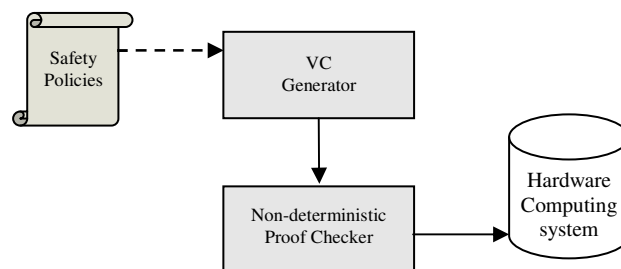 Safety
Policies
VC
Generator
Non-deterministic
Proof Checker
Hardware
Computing
system